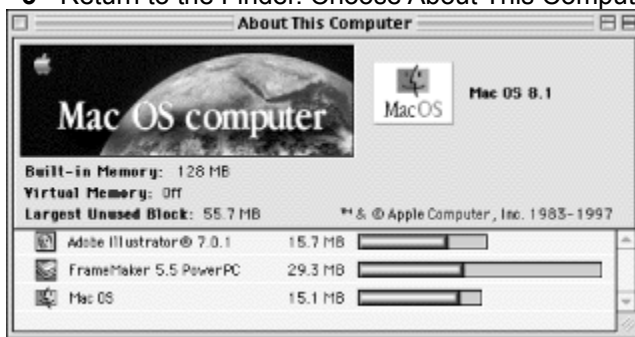 Return to the Finder. Choose About This Comput
About This Computer
Mac OS computer
MacOS
Mac OS 8.1
Built-in Memory: 128 MB
Virtual Memory: Off
Largest Unused Block: 55.7 MB
™ & © Apple Computer, Inc. 1983-1997
Adobe Illustrator® 7.0.1 15.7 MB
FrameMaker 5.5 PowerPC 29.3 MB
Mac OS 15.1 MB